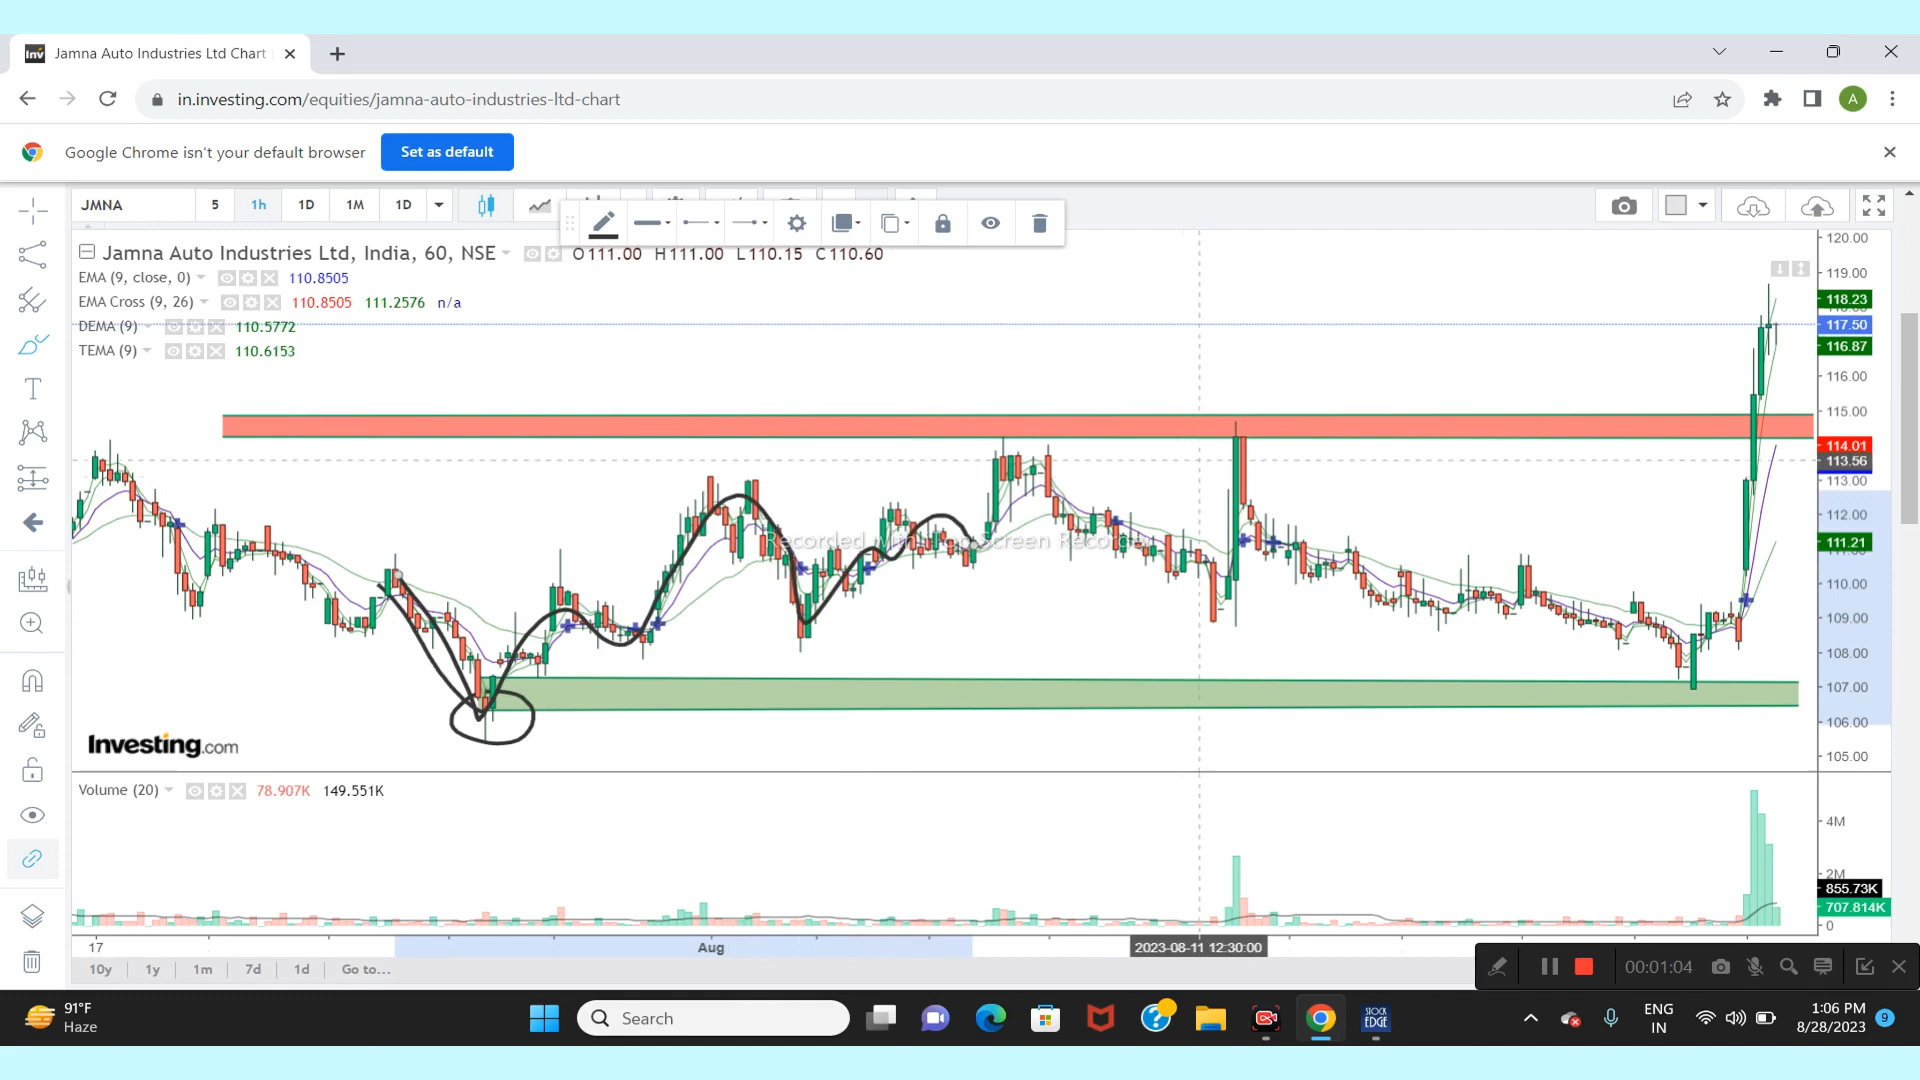 Jamna Auto Industries Ltd Chart
in.investing.com/equities/jamna-auto-industries-ltd-chart
A
Google Chrome isn't your default browser
Set as default
JMNA 5 1h 1D 1M 1D
Jamna Auto Industries Ltd, India, 60, NSE O111.00 H111.00 L110.15 C110.60
EMA (9, close, 0) 110.8505
EMA Cross (9, 26) 110.8505 111.2576 n/a
DEMA (9) 110.5772
TEMA (9) 110.6153
120.00
119.00
118.23
117.50
116.87
116.00
115.00
114.01
113.56
113.00
112.00
111.21
110.00
109.00
108.00
107.00
106.00
105.00
Screen Recorder
Investing.com
Volume (20) 78.907K 149.551K
4M
2M
855.73K
707.814K
0
17 Aug 2023-08-11 12:30:00
10y 1y 1m 7d 1d Go to...
00:01:04
91°F
Haze
Search
STOCK
EDGE
ENG
IN
1:06 PM
8/28/2023
9